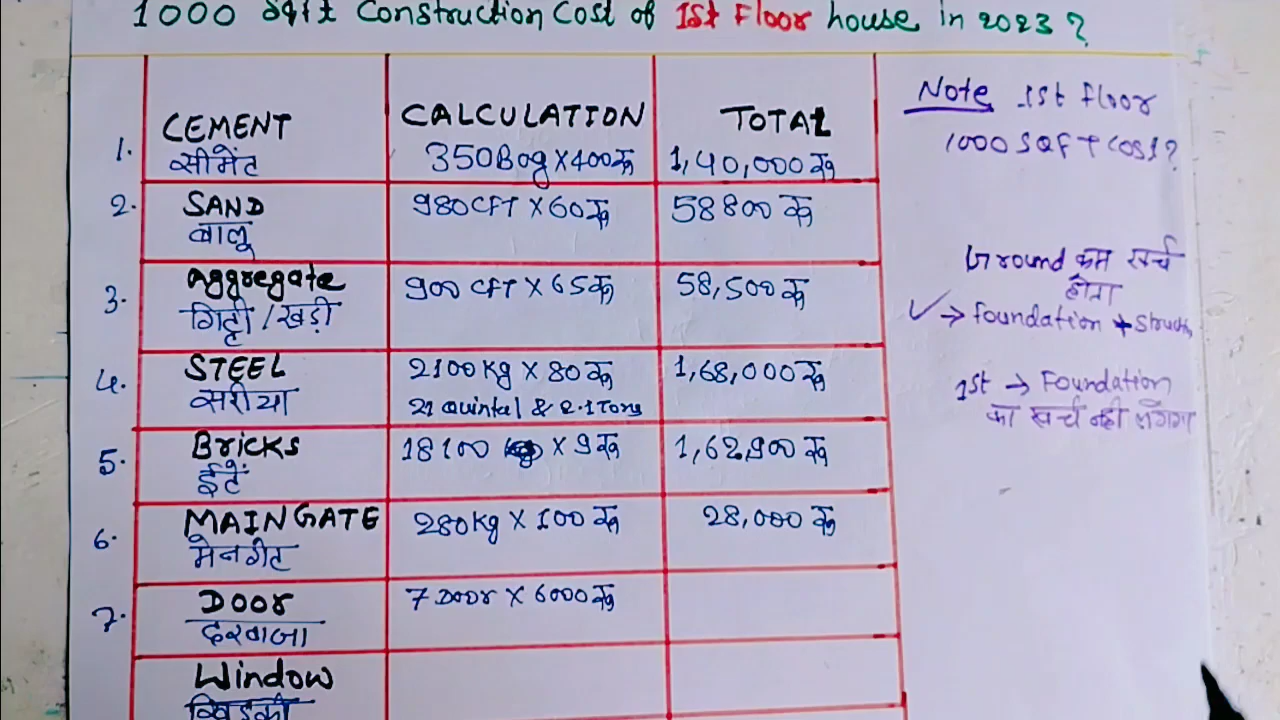 1000 sqft Construction Cost of 1st Floor house in 2023 ?
CALCULATION TOTAL
1. CEMENT 350 Bag X 400 रु 1,40,000 रु
सीमेंट
2. SAND 980 CFT X 60 रु 58800 रु
बालू
3. Aggregate 900 CFT X 65 रु 58,500 रु
गिट्टी / खड़ी
4. STEEL 2100 Kg X 80 रु 1,68,000 रु
सरीया 21 Quintal & 2.1 Tons
5. Bricks 18100 X 9 रु 1,62,900 रु
ईटें
6. MAIN GATE 280 Kg X 100 रु 28,000 रु
मेनगेट
7. DOOR 7 DOOR X 6000 रु
दरवाजा
Window
खिड़की
Note 1st floor
1000 SQFT COST ?
Ground कम खर्च
होगा
✓ → foundation +
1st → Foundation
का खर्च नही लगेगा